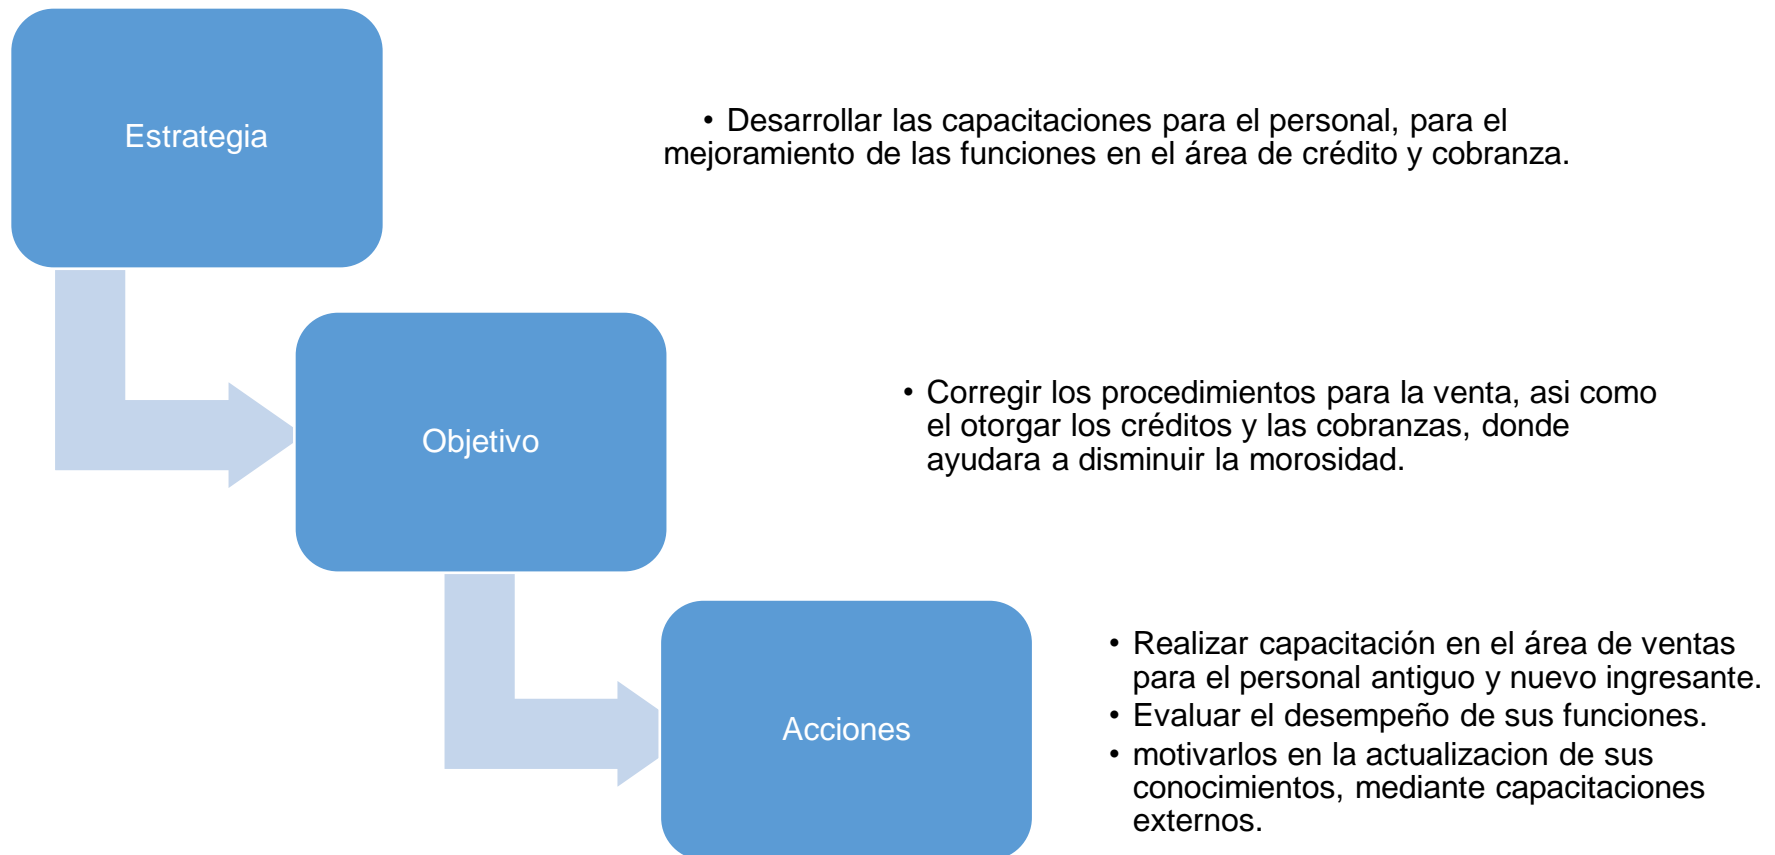 Estrategia
• Desarrollar las capacitaciones para el personal, para el
mejoramiento de las funciones en el área de crédito y cobranza.
Objetivo
• Corregir los procedimientos para la venta, asi como
el otorgar los créditos y las cobranzas, donde
ayudara a disminuir la morosidad.
Acciones
• Realizar capacitación en el área de ventas
para el personal antiguo y nuevo ingresante.
• Evaluar el desempeño de sus funciones.
• motivarlos en la actualizacion de sus
conocimientos, mediante capacitaciones
externos.